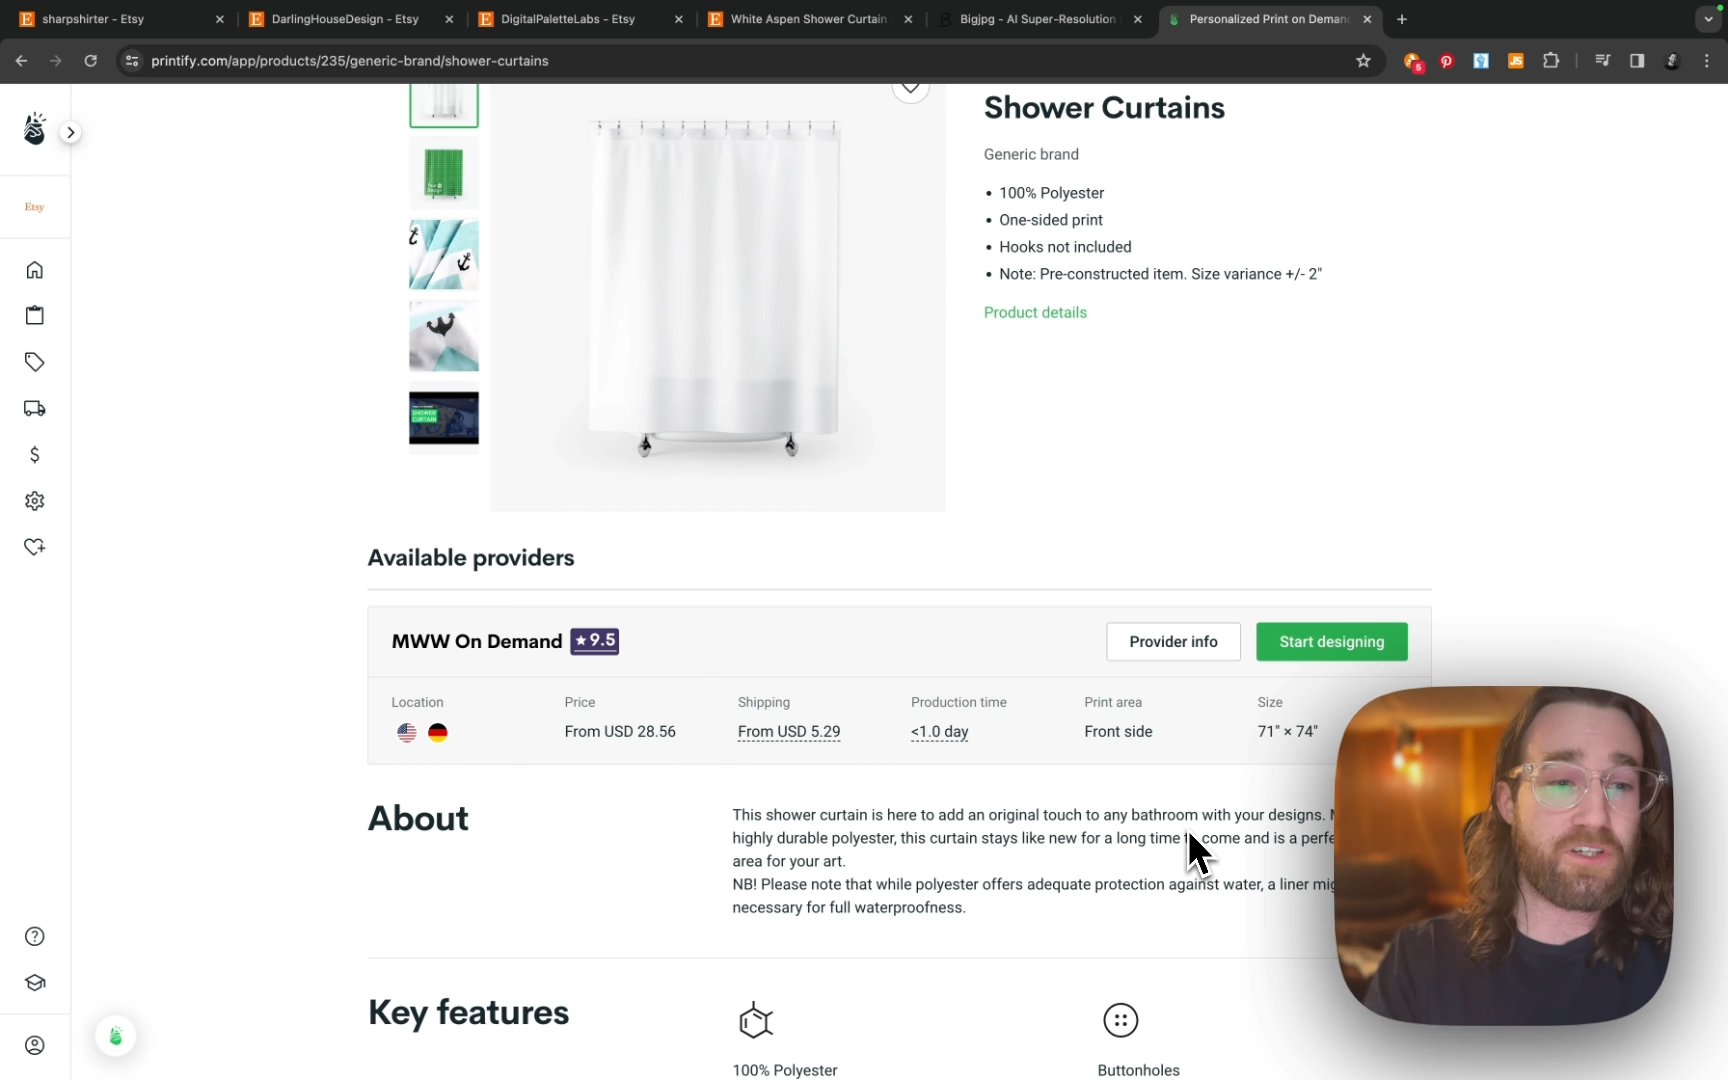 sharpshirter - Etsy
DarlingHouseDesign - Etsy
DigitalPaletteLabs - Etsy
White Aspen Shower Curtain
Bigjpg - AI Super-Resolution
Personalized Print on Deman
printify.com/app/products/235/generic-brand/shower-curtains
5
JS
Etsy
Shower Curtains
Generic brand
• 100% Polyester
• One-sided print
• Hooks not included
• Note: Pre-constructed item. Size variance +/- 2"
Product details
SHOWER
CURTAIN
Available providers
MWW On Demand ★ 9.5
Provider info
Start designing
Location
Price
Shipping
Production time
Print area
Size
From USD 28.56
From USD 5.29
<1.0 day
Front side
71" × 74"
About
This shower curtain is here to add an original touch to any bathroom with your designs.
highly durable polyester, this curtain stays like new for a long time come and is a perfe
area for your art.
NB! Please note that while polyester offers adequate protection against water, a liner mig
necessary for full waterproofness.
Key features
100% Polyester
Buttonholes